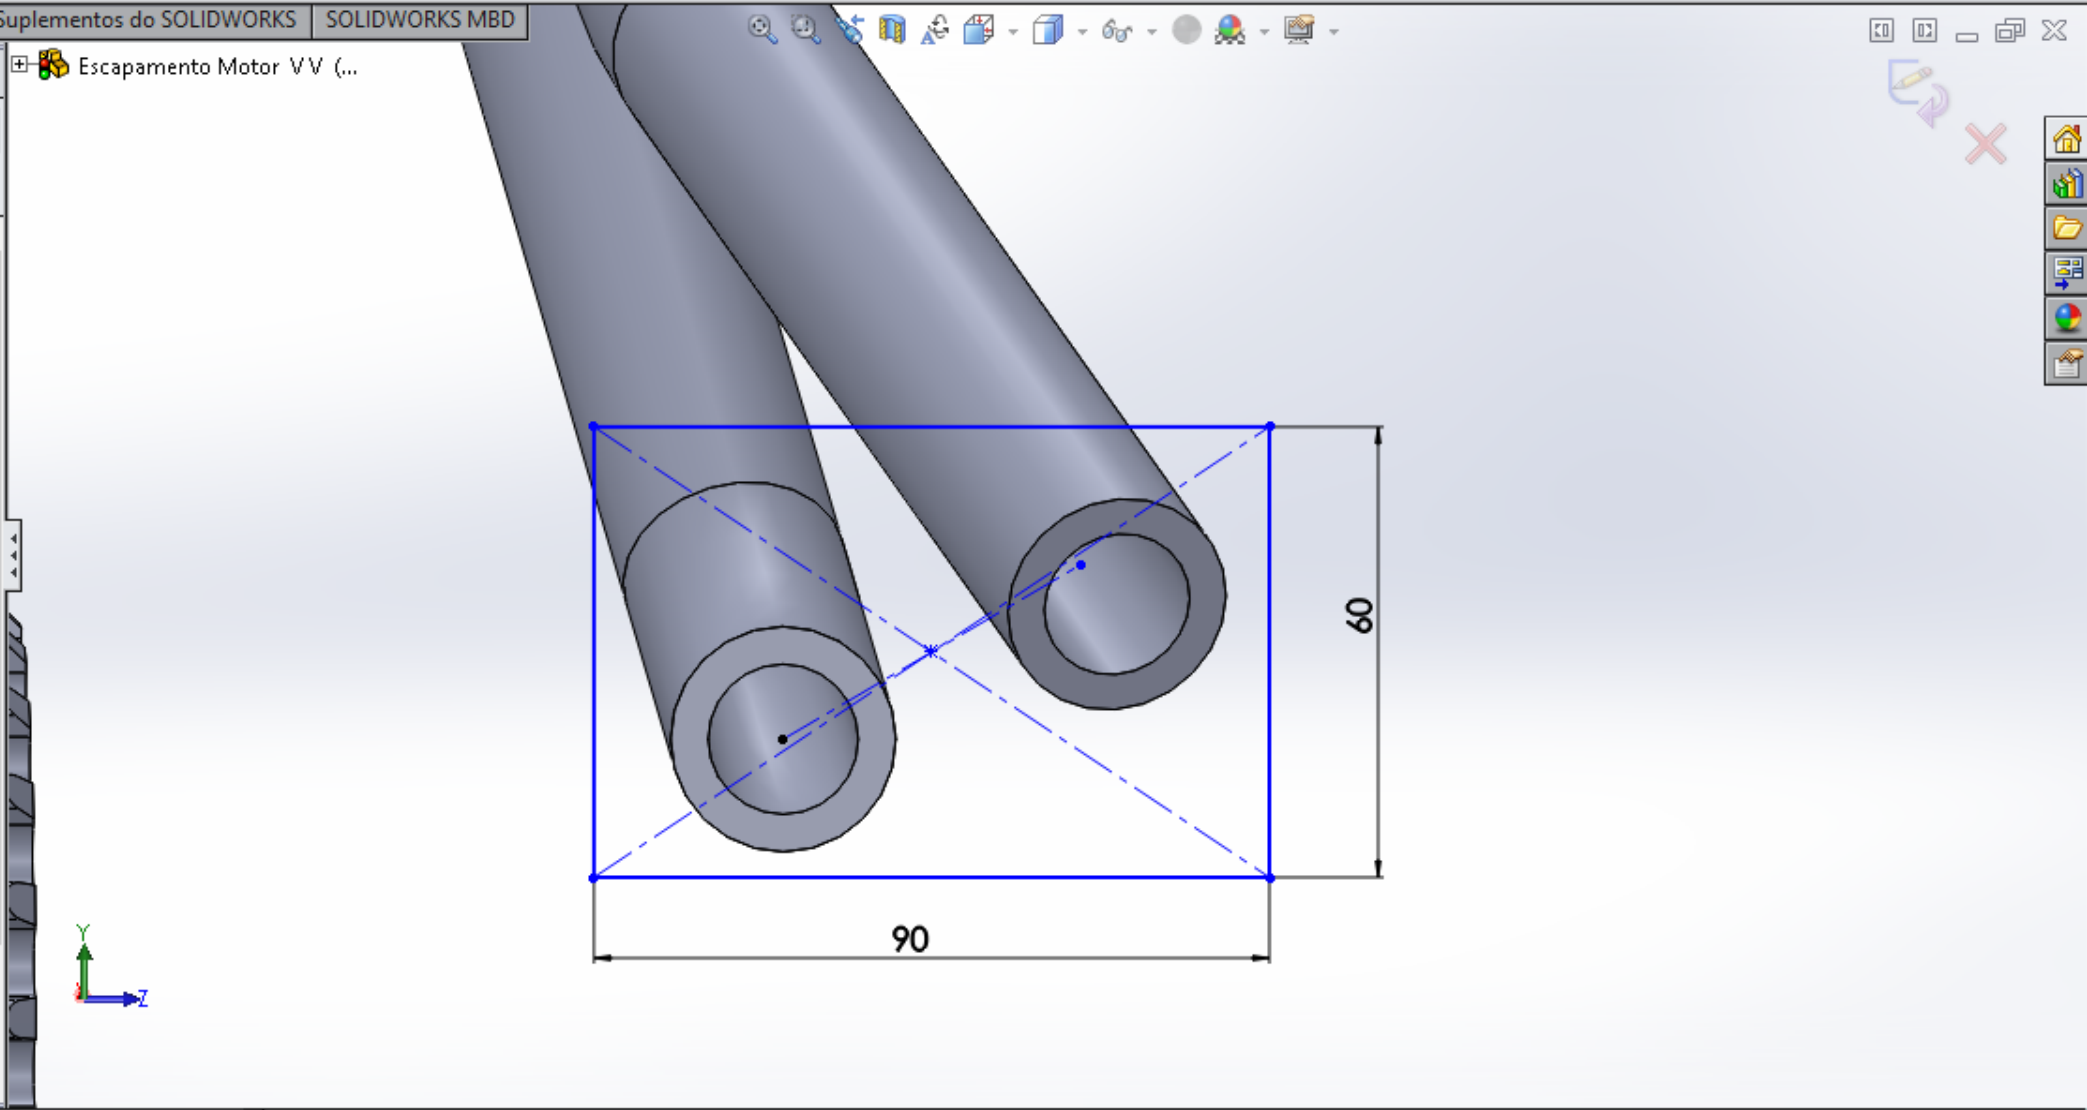 Suplementos do SOLIDWORKS
SOLIDWORKS MBD
Escapamento Motor V V (...
60
90
Y
Z